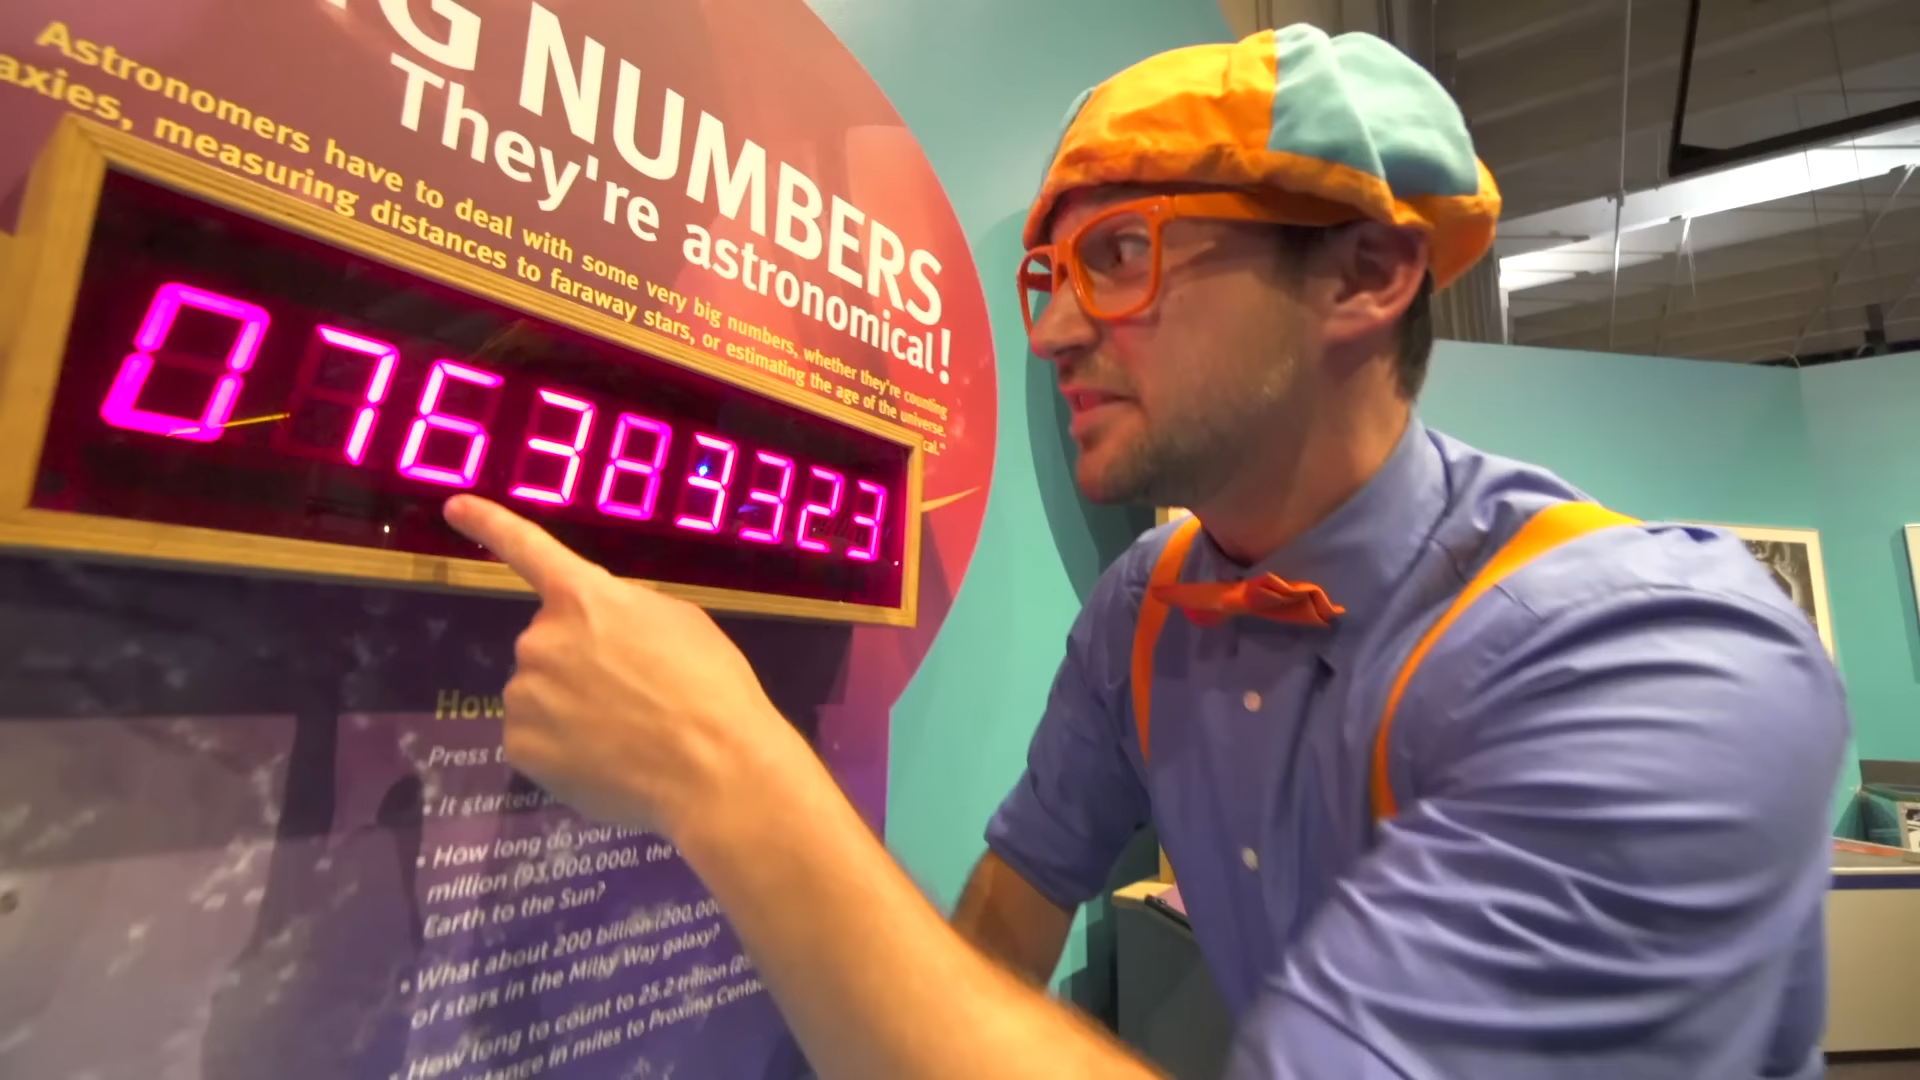 G NUMBERS
They're astronomical!
Astronomers have to deal with some very big numbers, whether they're counting
axies, measuring distances to faraway stars, or estimating the age of the universe.
cal."
076383323
How
Press
• It started
• How long do you
million (93,000,000), the
Earth to the Sun?
• What about 200 billion (200,000
of stars in the Milky Way galaxy?
How long to count to 25.2 trillion
distance in miles to Proxima